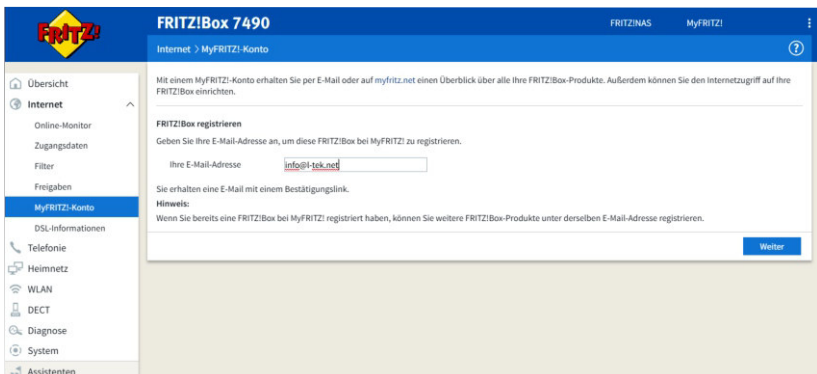 FRITZ!
FRITZ!Box 7490
FRITZ!NAS
MyFRITZ!
Internet > MyFRITZ!-Konto
?
Übersicht
Internet
Online-Monitor
Zugangsdaten
Filter
Freigaben
MyFRITZ!-Konto
DSL-Informationen
Telefonie
Heimnetz
WLAN
DECT
Diagnose
System
Assistenten
Mit einem MyFRITZ!-Konto erhalten Sie per E-Mail oder auf myfritz.net einen Überblick über alle Ihre FRITZ!Box-Produkte. Außerdem können Sie den Internetzugriff auf Ihre
FRITZ!Box einrichten.
FRITZ!Box registrieren
Geben Sie Ihre E-Mail-Adresse an, um diese FRITZ!Box bei MyFRITZ! zu registrieren.
Ihre E-Mail-Adresse info@l-tek.net
Sie erhalten eine E-Mail mit einem Bestätigungslink.
Hinweis:
Wenn Sie bereits eine FRITZ!Box bei MyFRITZ! registriert haben, können Sie weitere FRITZ!Box-Produkte unter derselben E-Mail-Adresse registrieren.
Weiter